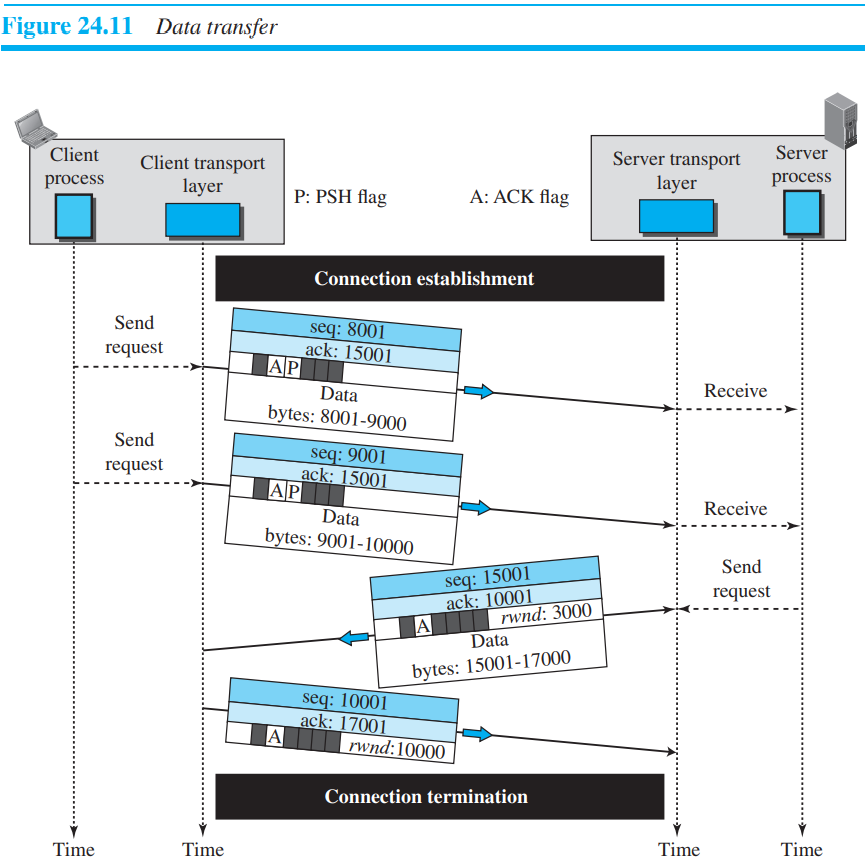 Figure 24.11 Data transfer
Client
process
Client transport
layer
P: PSH flag
A: ACK flag
Server transport
layer
Server
process
Connection establishment
Send
request
seq: 8001
ack: 15001
A P
Data
bytes: 8001-9000
Receive
Send
request
seq: 9001
ack: 15001
A P
Data
bytes: 9001-10000
Receive
Send
request
seq: 15001
ack: 10001
A rwnd: 3000
Data
bytes: 15001-17000
seq: 10001
ack: 17001
A rwnd:10000
Connection termination
Time
Time
Time
Time